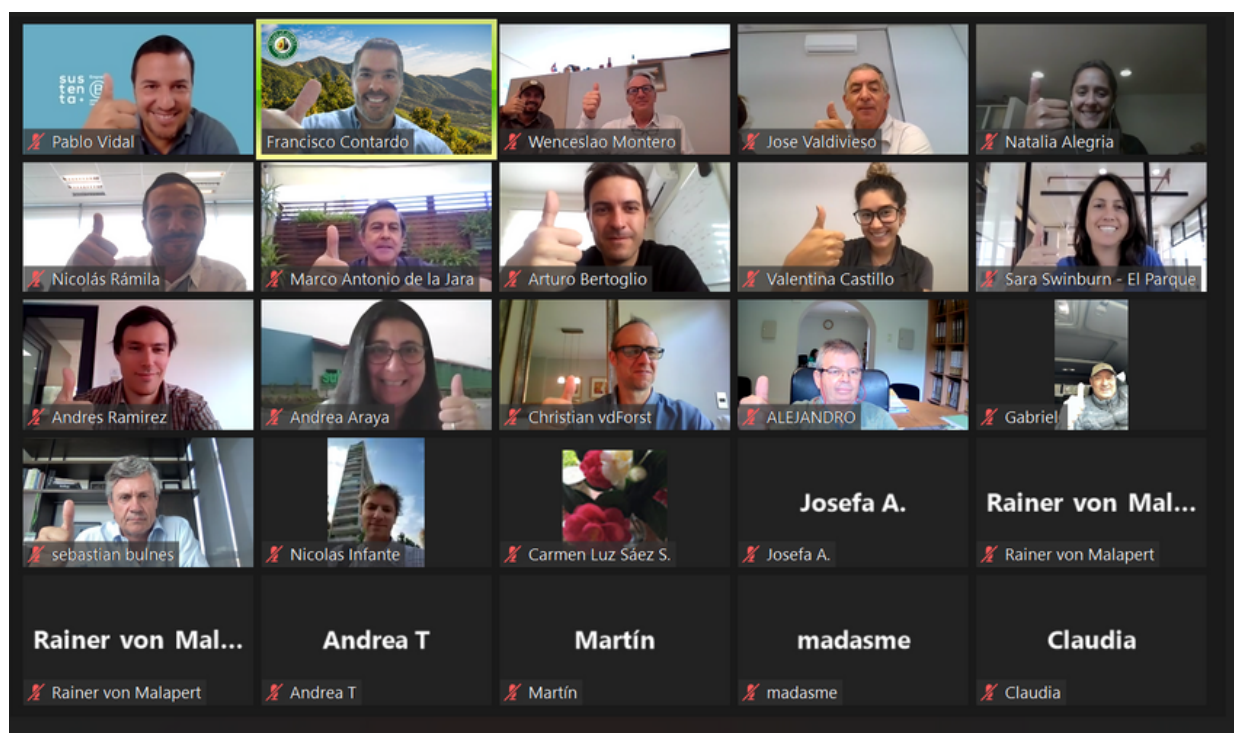 sus
ten
ta.
B
Pablo Vidal
Francisco Contardo
Wenceslao Montero
Jose Valdivieso
Natalia Alegria
Nicolás Rámila
Marco Antonio de la Jara
Arturo Bertoglio
Valentina Castillo
Sara Swinburn - El Parque
Andres Ramirez
Andrea Araya
Christian vdForst
ALEJANDRO
Gabriel
sebastian bulnes
Nicolas Infante
Carmen Luz Sáez S.
Josefa A.
Josefa A.
Rainer von Mal...
Rainer von Malapert
Rainer von Mal...
Rainer von Malapert
Andrea T
Andrea T
Martín
Martín
madasme
madasme
Claudia
Claudia